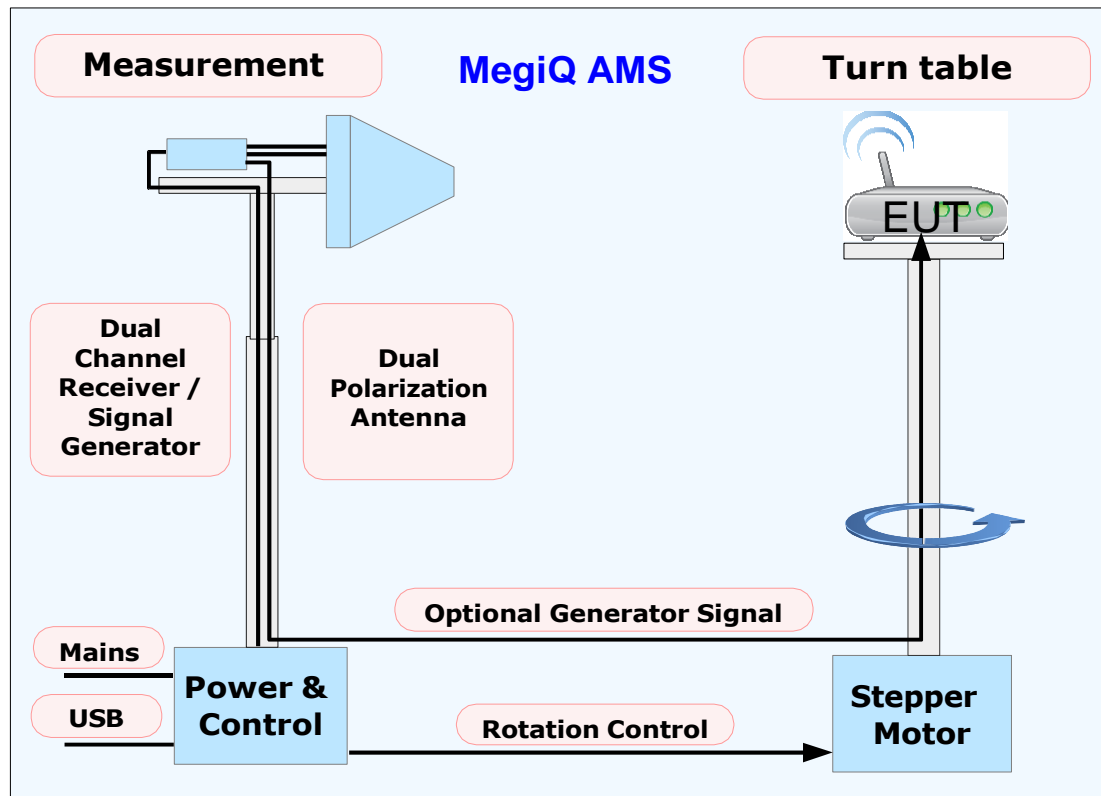 Measurement
MegiQ AMS
Turn table
EUT
Dual
Channel
Receiver /
Signal
Generator
Dual
Polarization
Antenna
Optional Generator Signal
Mains
USB
Power &
Control
Rotation Control
Stepper
Motor